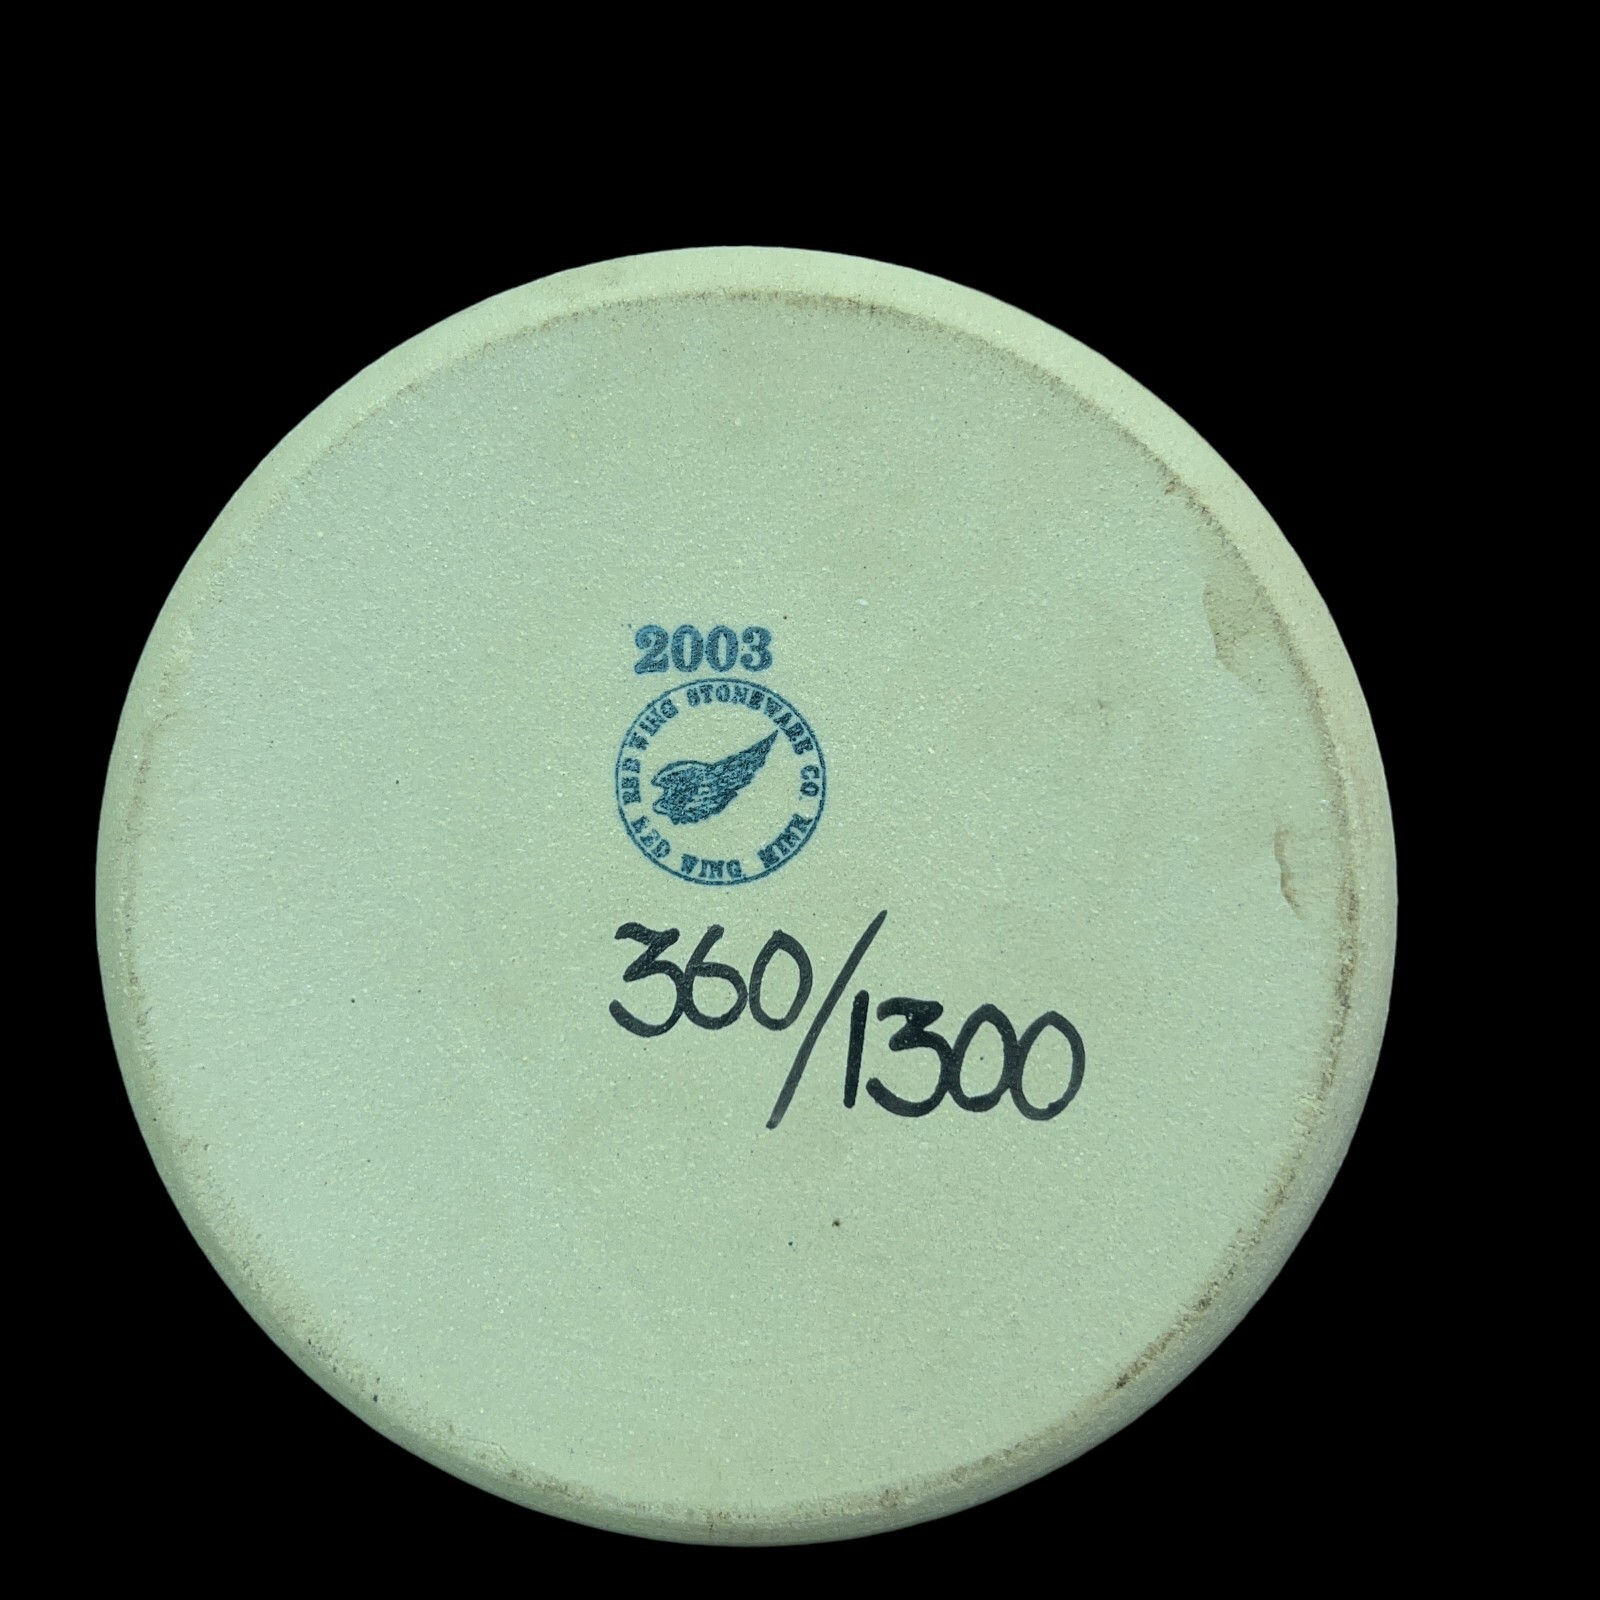 2003
RED WING STONEWARE CO.
RED WING, MINN.
360/1300